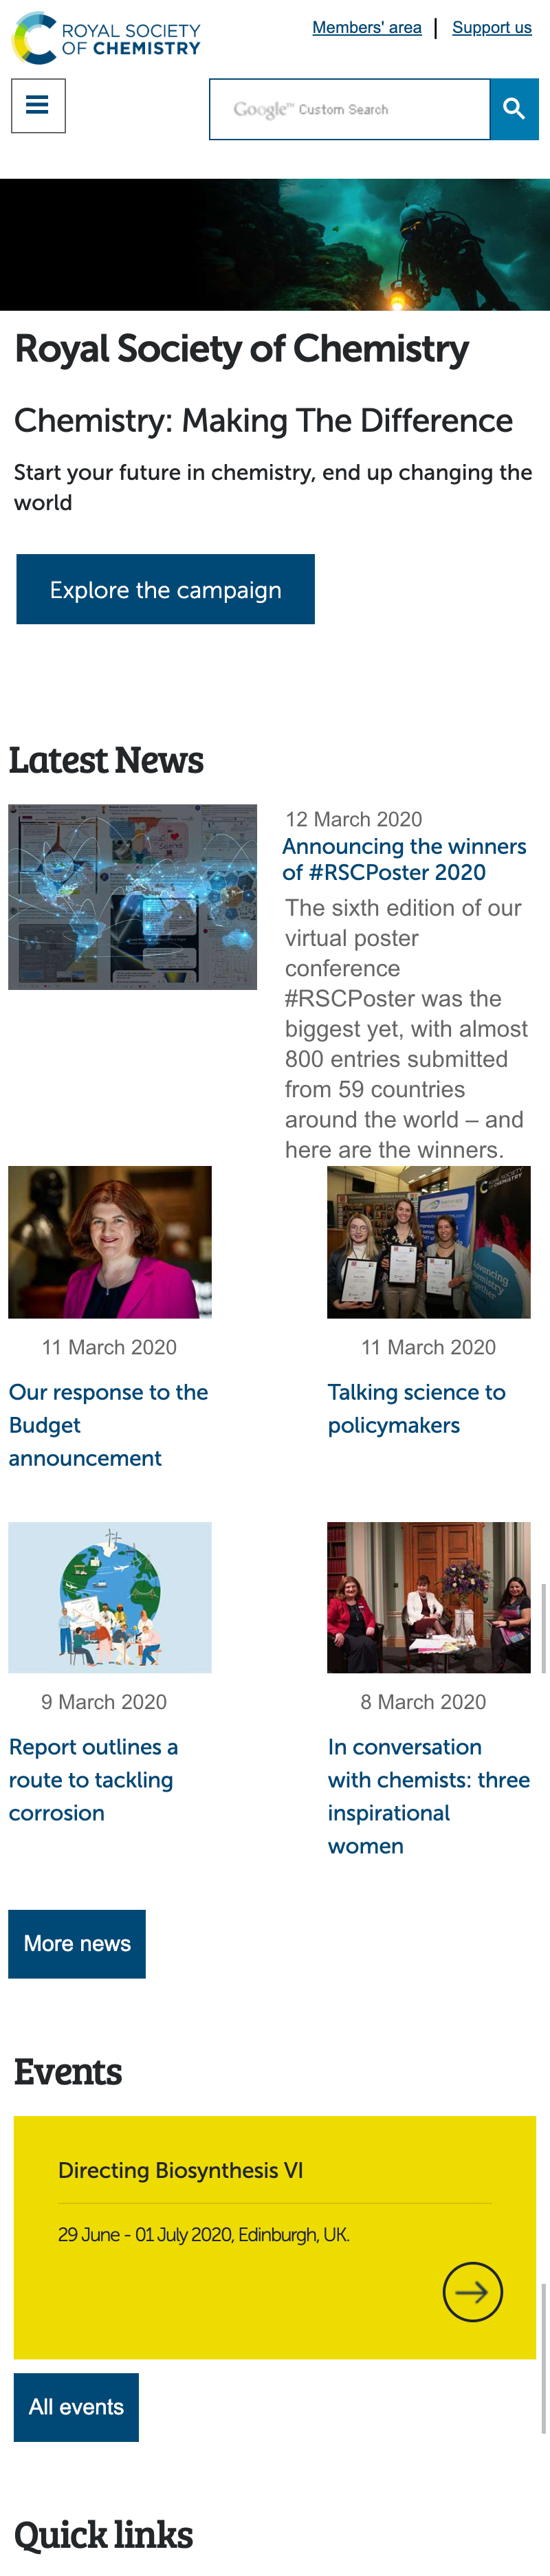 ROYAL SOCIETY
OF CHEMISTRY
Members' area | Support us
Google™ Custom Search
Royal Society of Chemistry
Chemistry: Making The Difference
Start your future in chemistry, end up changing the
world
Explore the campaign
Latest News
12 March 2020
Announcing the winners
of #RSCPoster 2020
The sixth edition of our
virtual poster
conference
#RSCPoster was the
biggest yet, with almost
800 entries submitted
from 59 countries
around the world – and
here are the winners.
11 March 2020
Our response to the
Budget
announcement
11 March 2020
Talking science to
policymakers
9 March 2020
Report outlines a
route to tackling
corrosion
8 March 2020
In conversation
with chemists: three
inspirational
women
More news
Events
Directing Biosynthesis VI
29 June - 01 July 2020, Edinburgh, UK.
All events
Quick links